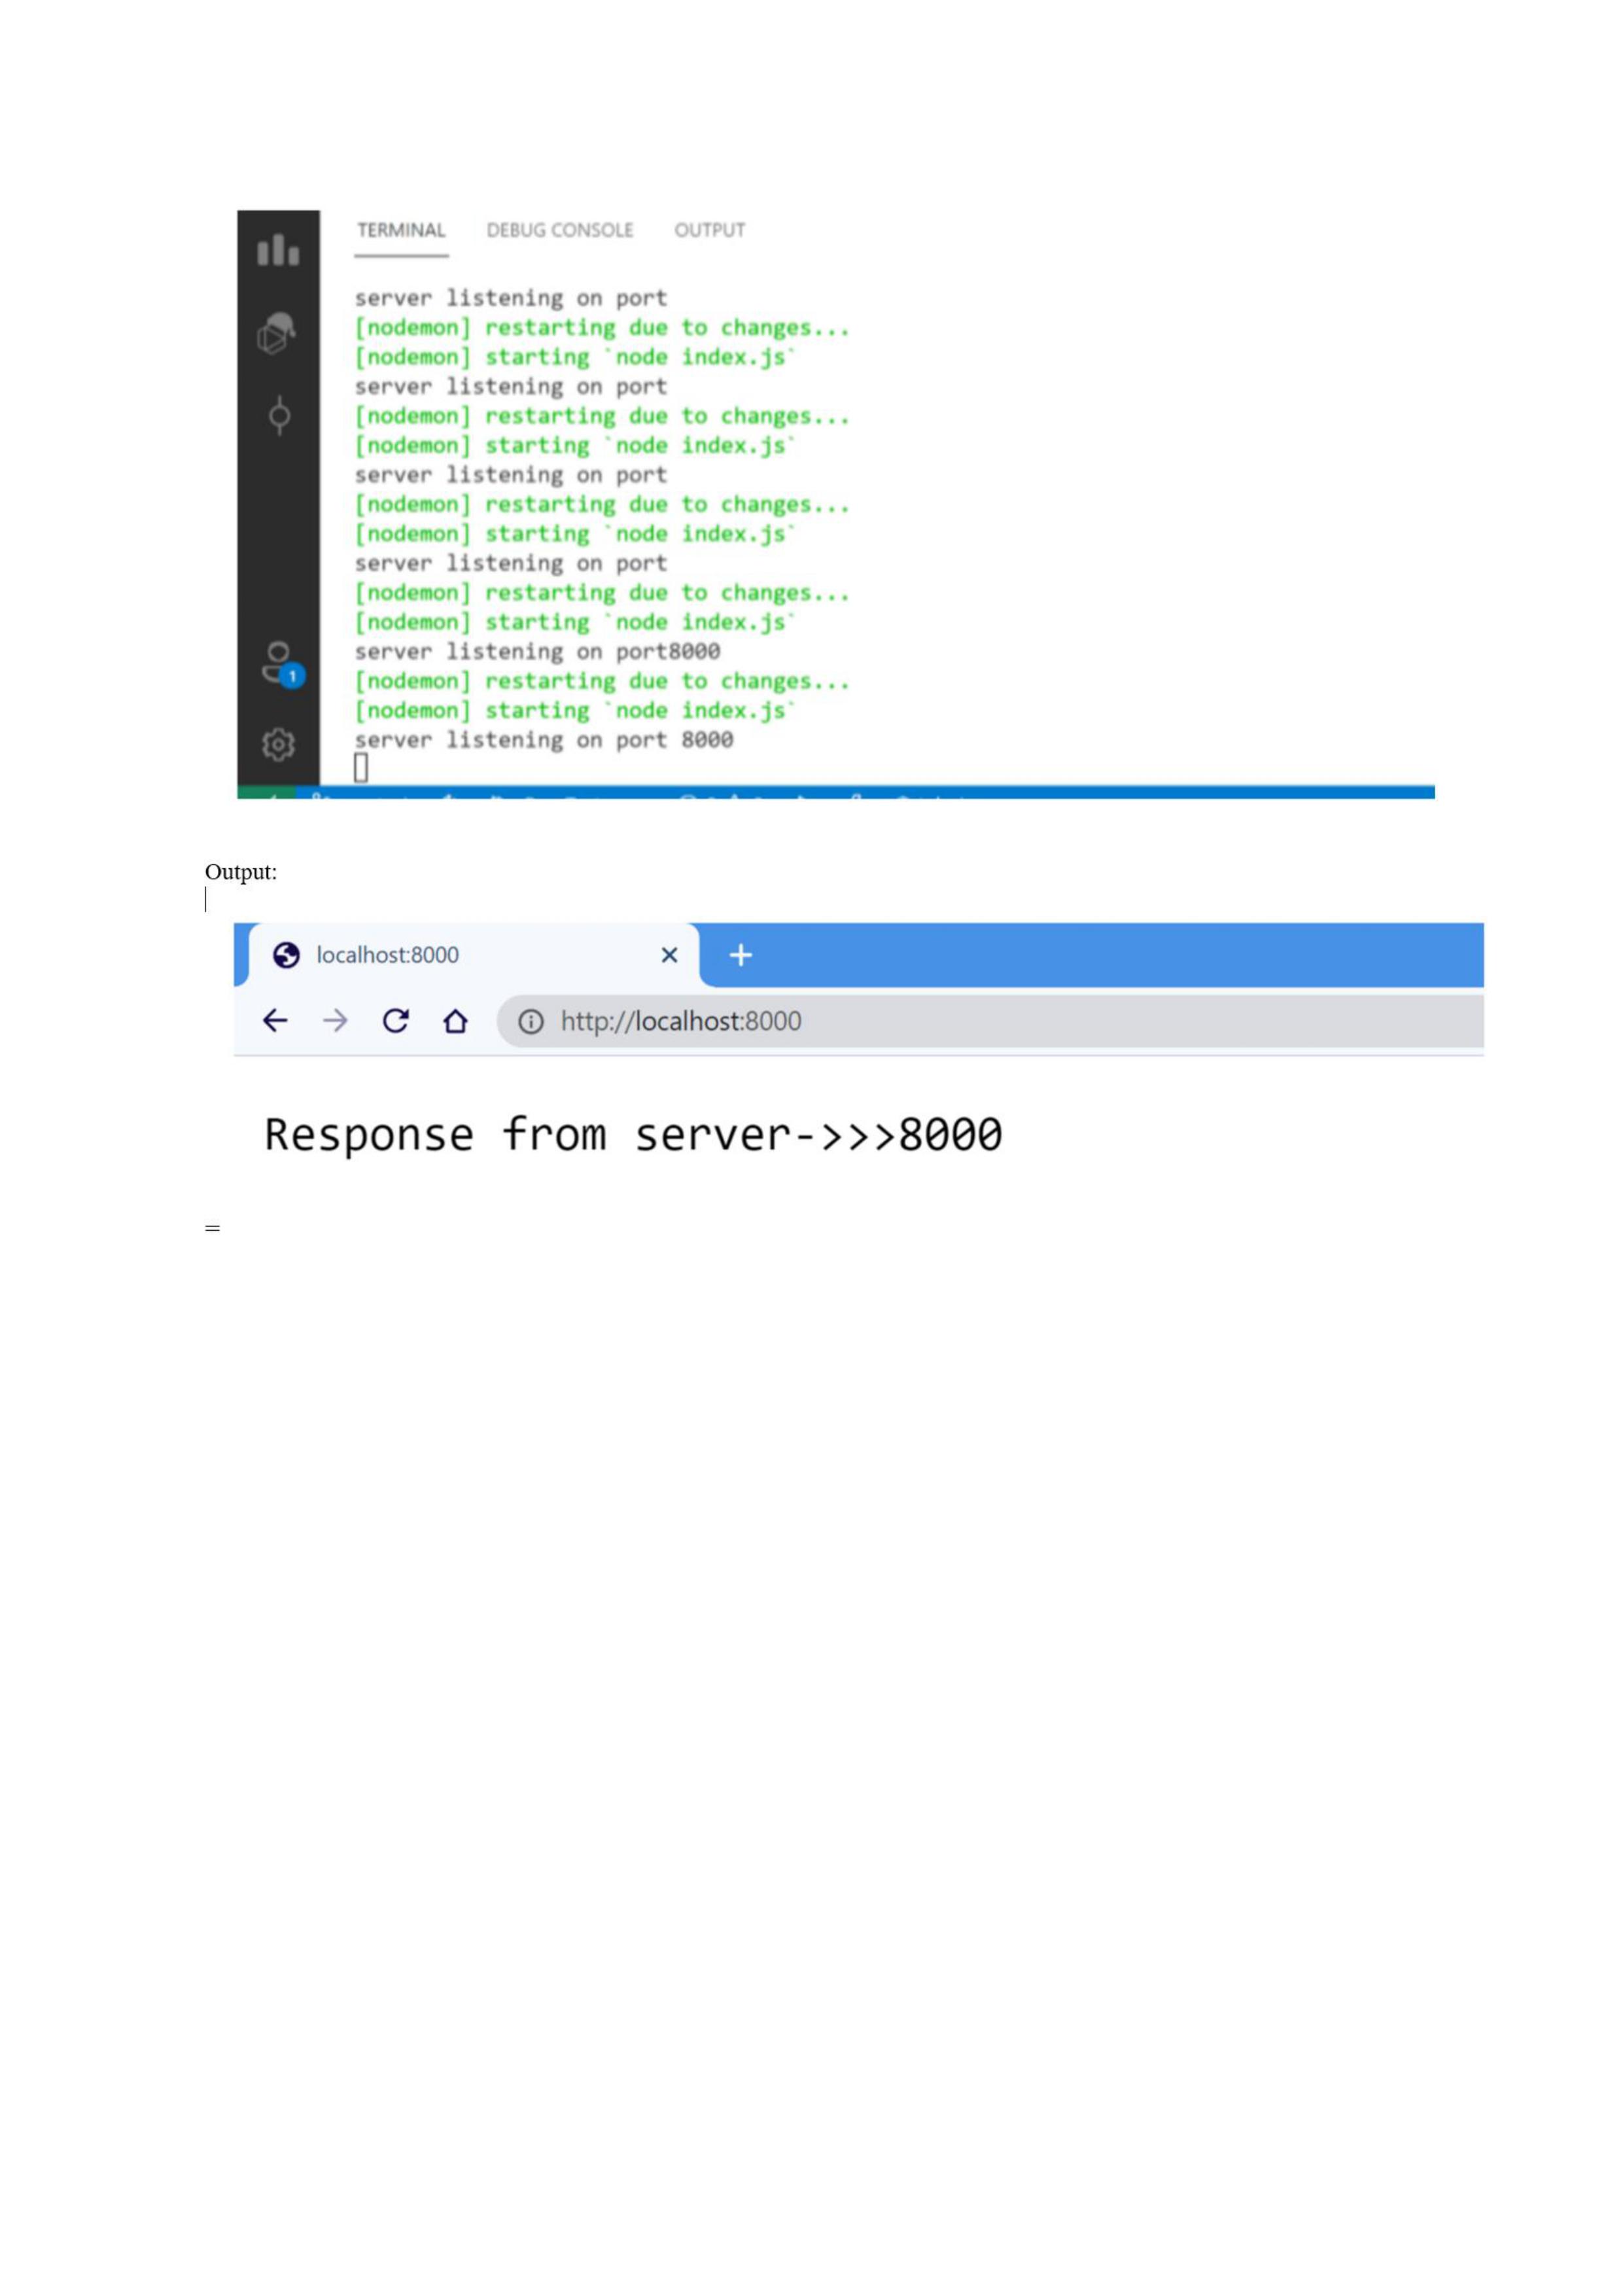 TERMINAL DEBUG CONSOLE OUTPUT
server listening on port
[nodemon] restarting due to changes...
[nodemon] starting `node index.js`
server listening on port
[nodemon] restarting due to changes...
[nodemon] starting `node index.js`
server listening on port
[nodemon] restarting due to changes...
[nodemon] starting `node index.js`
server listening on port
[nodemon] restarting due to changes...
[nodemon] starting `node index.js`
server listening on port8000
[nodemon] restarting due to changes...
[nodemon] starting `node index.js`
server listening on port 8000
1
Output:
localhost:8000
http://localhost:8000
Response from server->>>8000
=